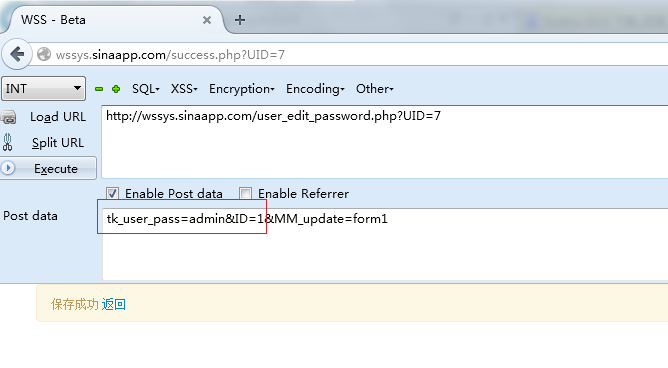 WSS - Beta
wssys.sinaapp.com/success.php?UID=7
INT SQL XSS Encryption Encoding Other
Load URL http://wssys.sinaapp.com/user_edit_password.php?UID=7
Split URL
Execute
Enable Post data Enable Referrer
Post data tk_user_pass=admin&ID=1&MM_update=form1
保存成功 返回